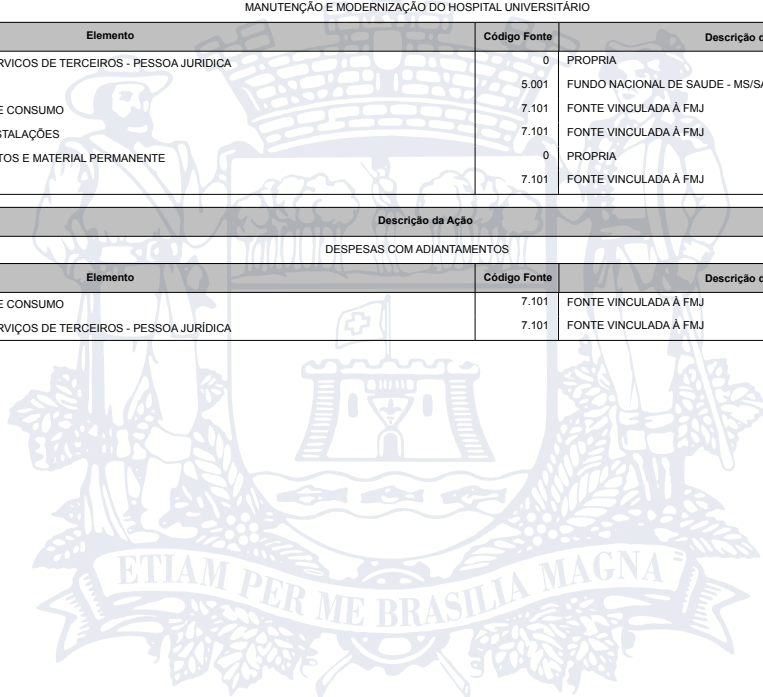 MANUTENÇÃO E MODERNIZAÇÃO DO HOSPITAL UNIVERSITÁRIO
Elemento Código Fonte Descrição d
RVICOS DE TERCEIROS - PESSOA JURIDICA 0 PROPRIA
5.001 FUNDO NACIONAL DE SAUDE - MS/SA
E CONSUMO 7.101 FONTE VINCULADA À FMJ
STALAÇÕES 7.101 FONTE VINCULADA À FMJ
TOS E MATERIAL PERMANENTE 0 PROPRIA
7.101 FONTE VINCULADA À FMJ
Descrição da Ação
DESPESAS COM ADIANTAMENTOS
Elemento Código Fonte Descrição d
E CONSUMO 7.101 FONTE VINCULADA À FMJ
RVIÇOS DE TERCEIROS - PESSOA JURÍDICA 7.101 FONTE VINCULADA À FMJ
ETIAM PER ME BRASILIA MAGNA